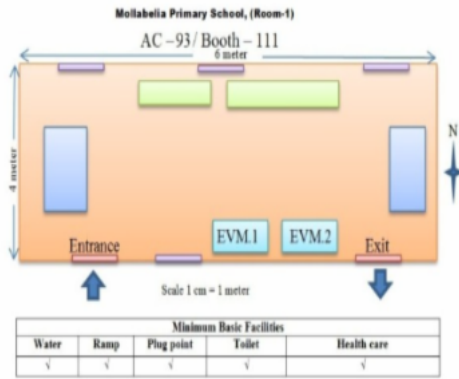 Mollabelia Primary School, (Room-1)
AC – 93/ Booth – 111
6 meter
4 meter
N
EVM.1 EVM.2
Entrance Exit
Scale 1 cm = 1 meter
Minimum Basic Facilities
Water Ramp Plug point Toilet Health care
√ √ √ √ √